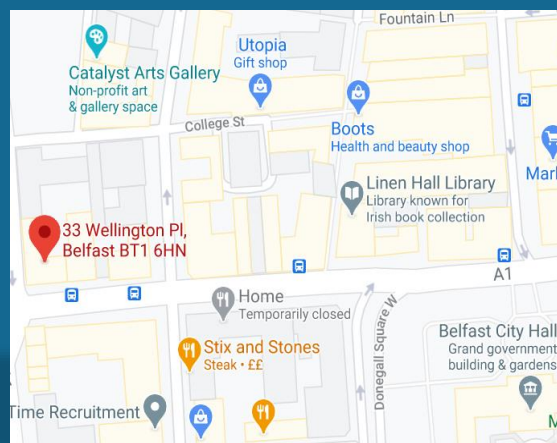 Fountain Ln
Utopia
Gift shop
Catalyst Arts Gallery
Non-profit art
& gallery space
College St
Boots
Health and beauty shop
Mark
Linen Hall Library
Library known for
Irish book collection
33 Wellington Pl,
Belfast BT1 6HN
A1
Home
Temporarily closed
Donegall Square W
Belfast City Hall
Grand government
building & gardens
Stix and Stones
Steak • ££
Time Recruitment